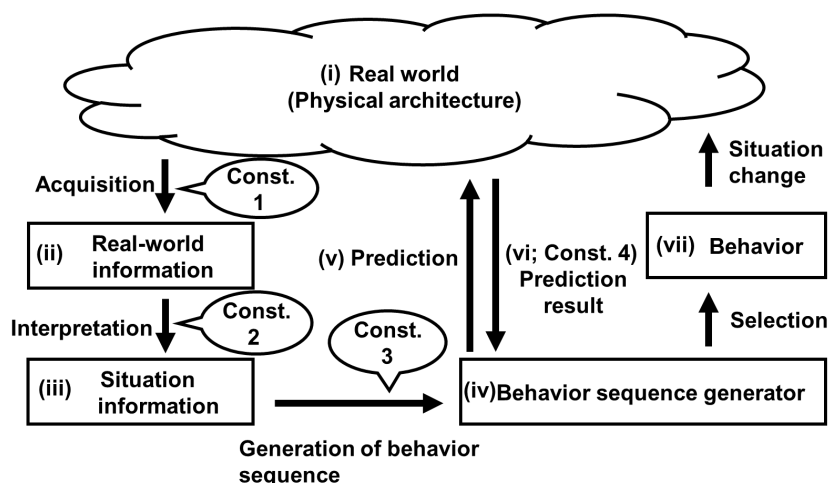 (i) Real world
(Physical architecture)
Acquisition
Const.
1
Situation
change
(ii) Real-world
information
(v) Prediction
(vi; Const. 4)
Prediction
result
(vii) Behavior
Interpretation
Const.
2
Const.
3
Selection
(iii) Situation
information
(iv)Behavior sequence generator
Generation of behavior
sequence